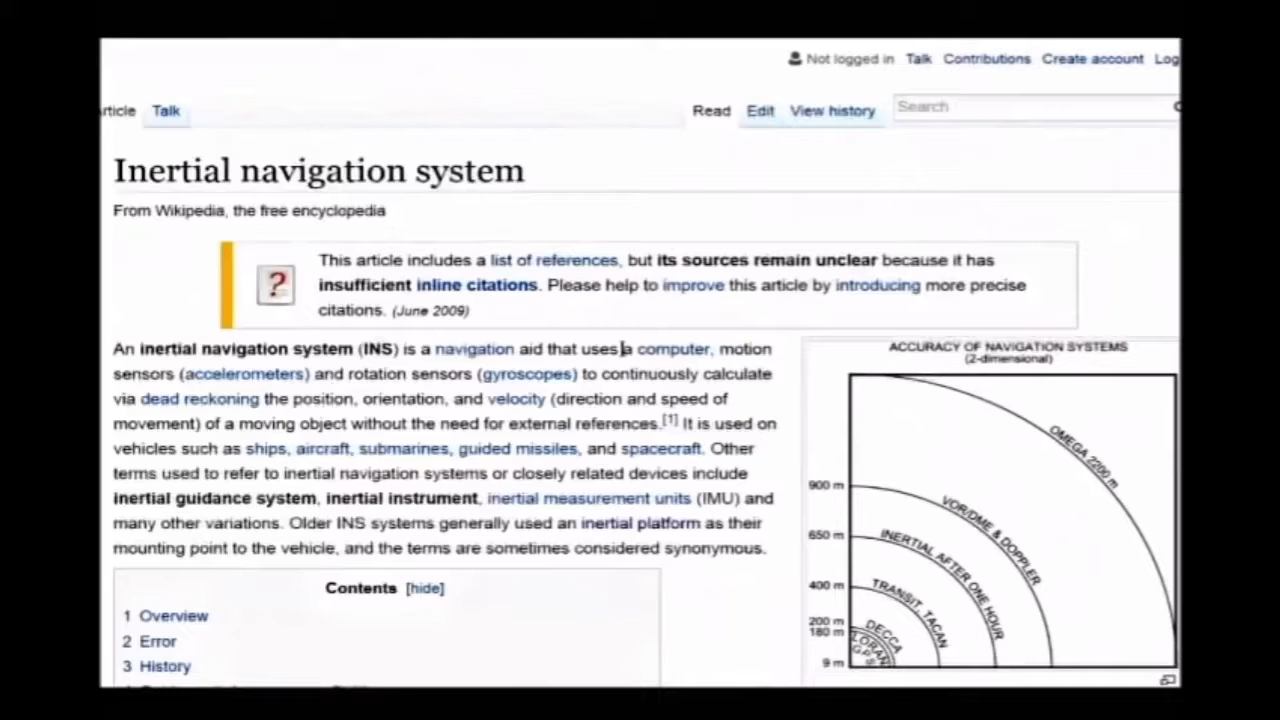 Not logged in Talk Contributions Create account Log
rticle Talk Read Edit View history Search
Inertial navigation system
From Wikipedia, the free encyclopedia
This article includes a list of references, but its sources remain unclear because it has
insufficient inline citations. Please help to improve this article by introducing more precise
citations. (June 2009)
An inertial navigation system (INS) is a navigation aid that uses a computer, motion
sensors (accelerometers) and rotation sensors (gyroscopes) to continuously calculate
via dead reckoning the position, orientation, and velocity (direction and speed of
movement) of a moving object without the need for external references.[1] It is used on
vehicles such as ships, aircraft, submarines, guided missiles, and spacecraft. Other
terms used to refer to inertial navigation systems or closely related devices include
inertial guidance system, inertial instrument, inertial measurement units (IMU) and
many other variations. Older INS systems generally used an inertial platform as their
mounting point to the vehicle, and the terms are sometimes considered synonymous.
Contents [hide]
1 Overview
2 Error
3 History
ACCURACY OF NAVIGATION SYSTEMS
(2-dimensional)
OMEGA 2200 m
900 m
VOR/DME & DOPPLER
650 m
INERTIAL AFTER ONE HOUR
400 m
TRANSIT, TACAN
200 m
DECCA
180 m
LORAN
G.P.S
9 m